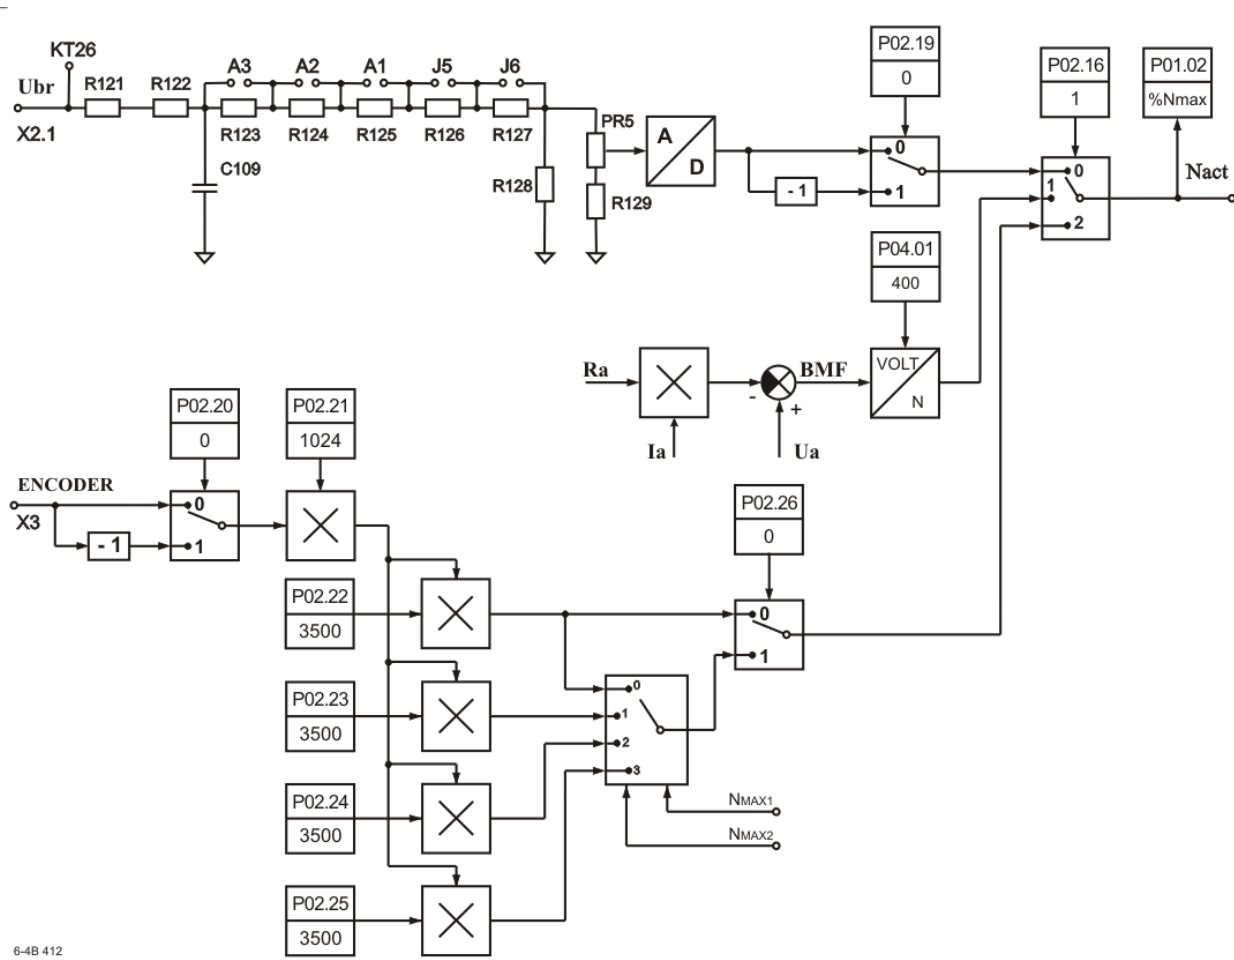 KT26
Ubr
X2.1
R121
R122
A3
A2
A1
J5
J6
R123
R124
R125
R126
R127
C109
R128
PR5
R129
A
D
- 1
P02.19
0
0
1
P02.16
1
0
1
2
P01.02
%Nmax
Nact
P04.01
400
Ra
Ia
-
+
BMF
Ua
VOLT
N
P02.20
0
P02.21
1024
ENCODER
X3
- 1
0
1
P02.22
3500
P02.23
3500
P02.24
3500
P02.25
3500
P02.26
0
0
1
0
1
2
3
NMAX1
NMAX2
6-4B 412